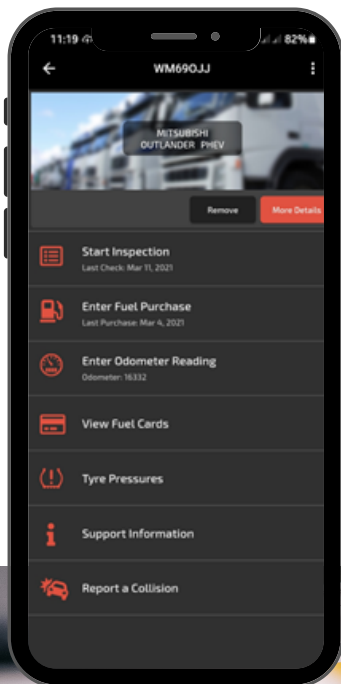 11:19
82%
WM69OJJ
MITSUBISHI
OUTLANDER PHEV
Remove
More Details
Start Inspection
Last Check: Mar 11, 2021
Enter Fuel Purchase
Last Purchase: Mar 4, 2021
Enter Odometer Reading
Odometer: 16332
View Fuel Cards
Tyre Pressures
Support Information
Report a Collision